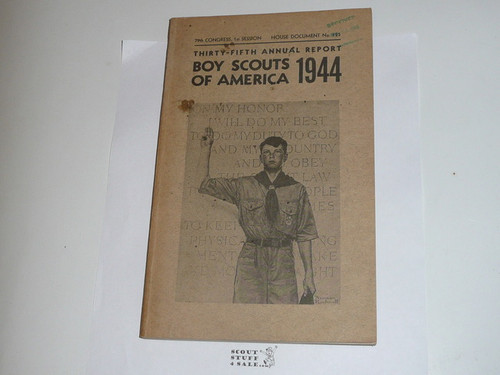 79th CONGRESS, 1st SESSION HOUSE DOCUMENT No.
THIRTY-FIFTH ANNUAL REPORT
BOY SCOUTS
OF AMERICA 1944
ON MY HONOR
I WILL DO MY BEST
TO DO MY DUTY TO GOD
AND MY COUNTRY
AND OBEY
LAW
TO KEEP
SCOUT
STUFF
4 SALE